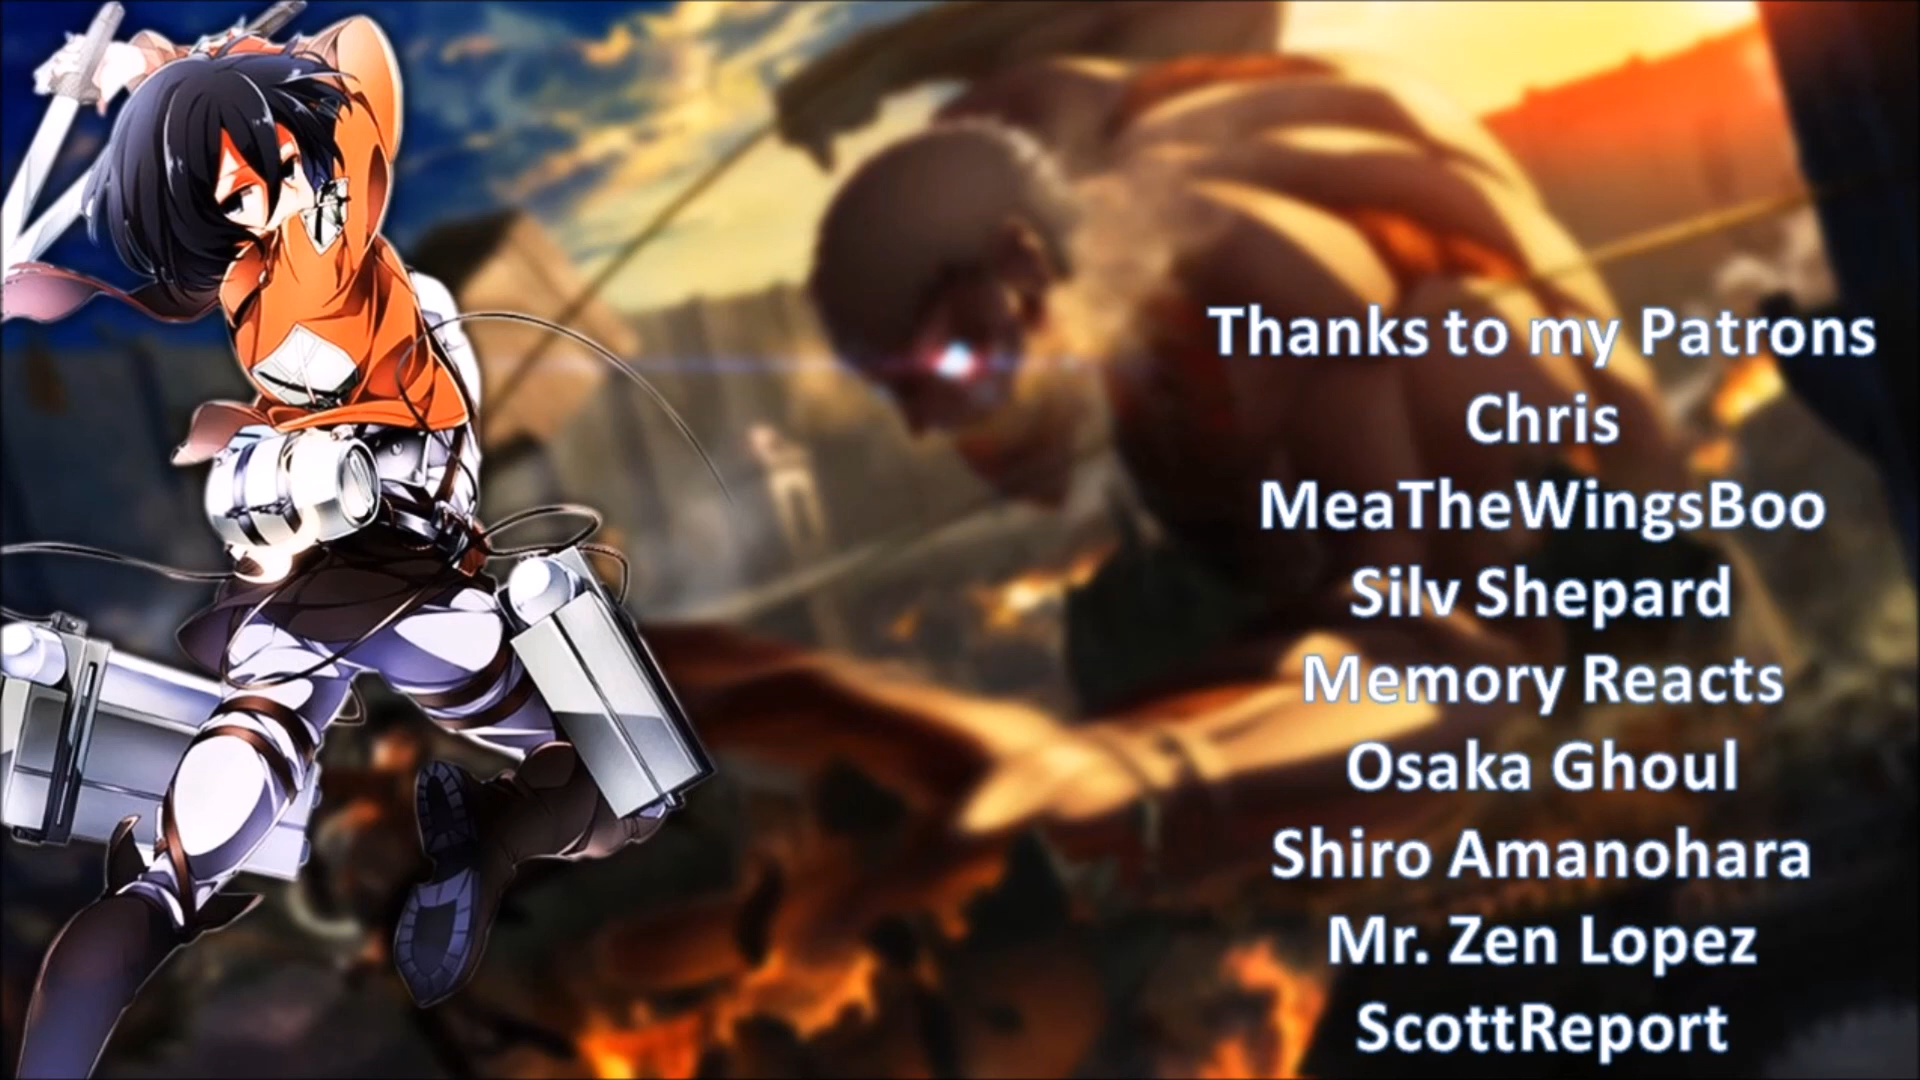 Thanks to my Patrons
Chris
MeaTheWingsBoo
Silv Shepard
Memory Reacts
Osaka Ghoul
Shiro Amanohara
Mr. Zen Lopez
ScottReport